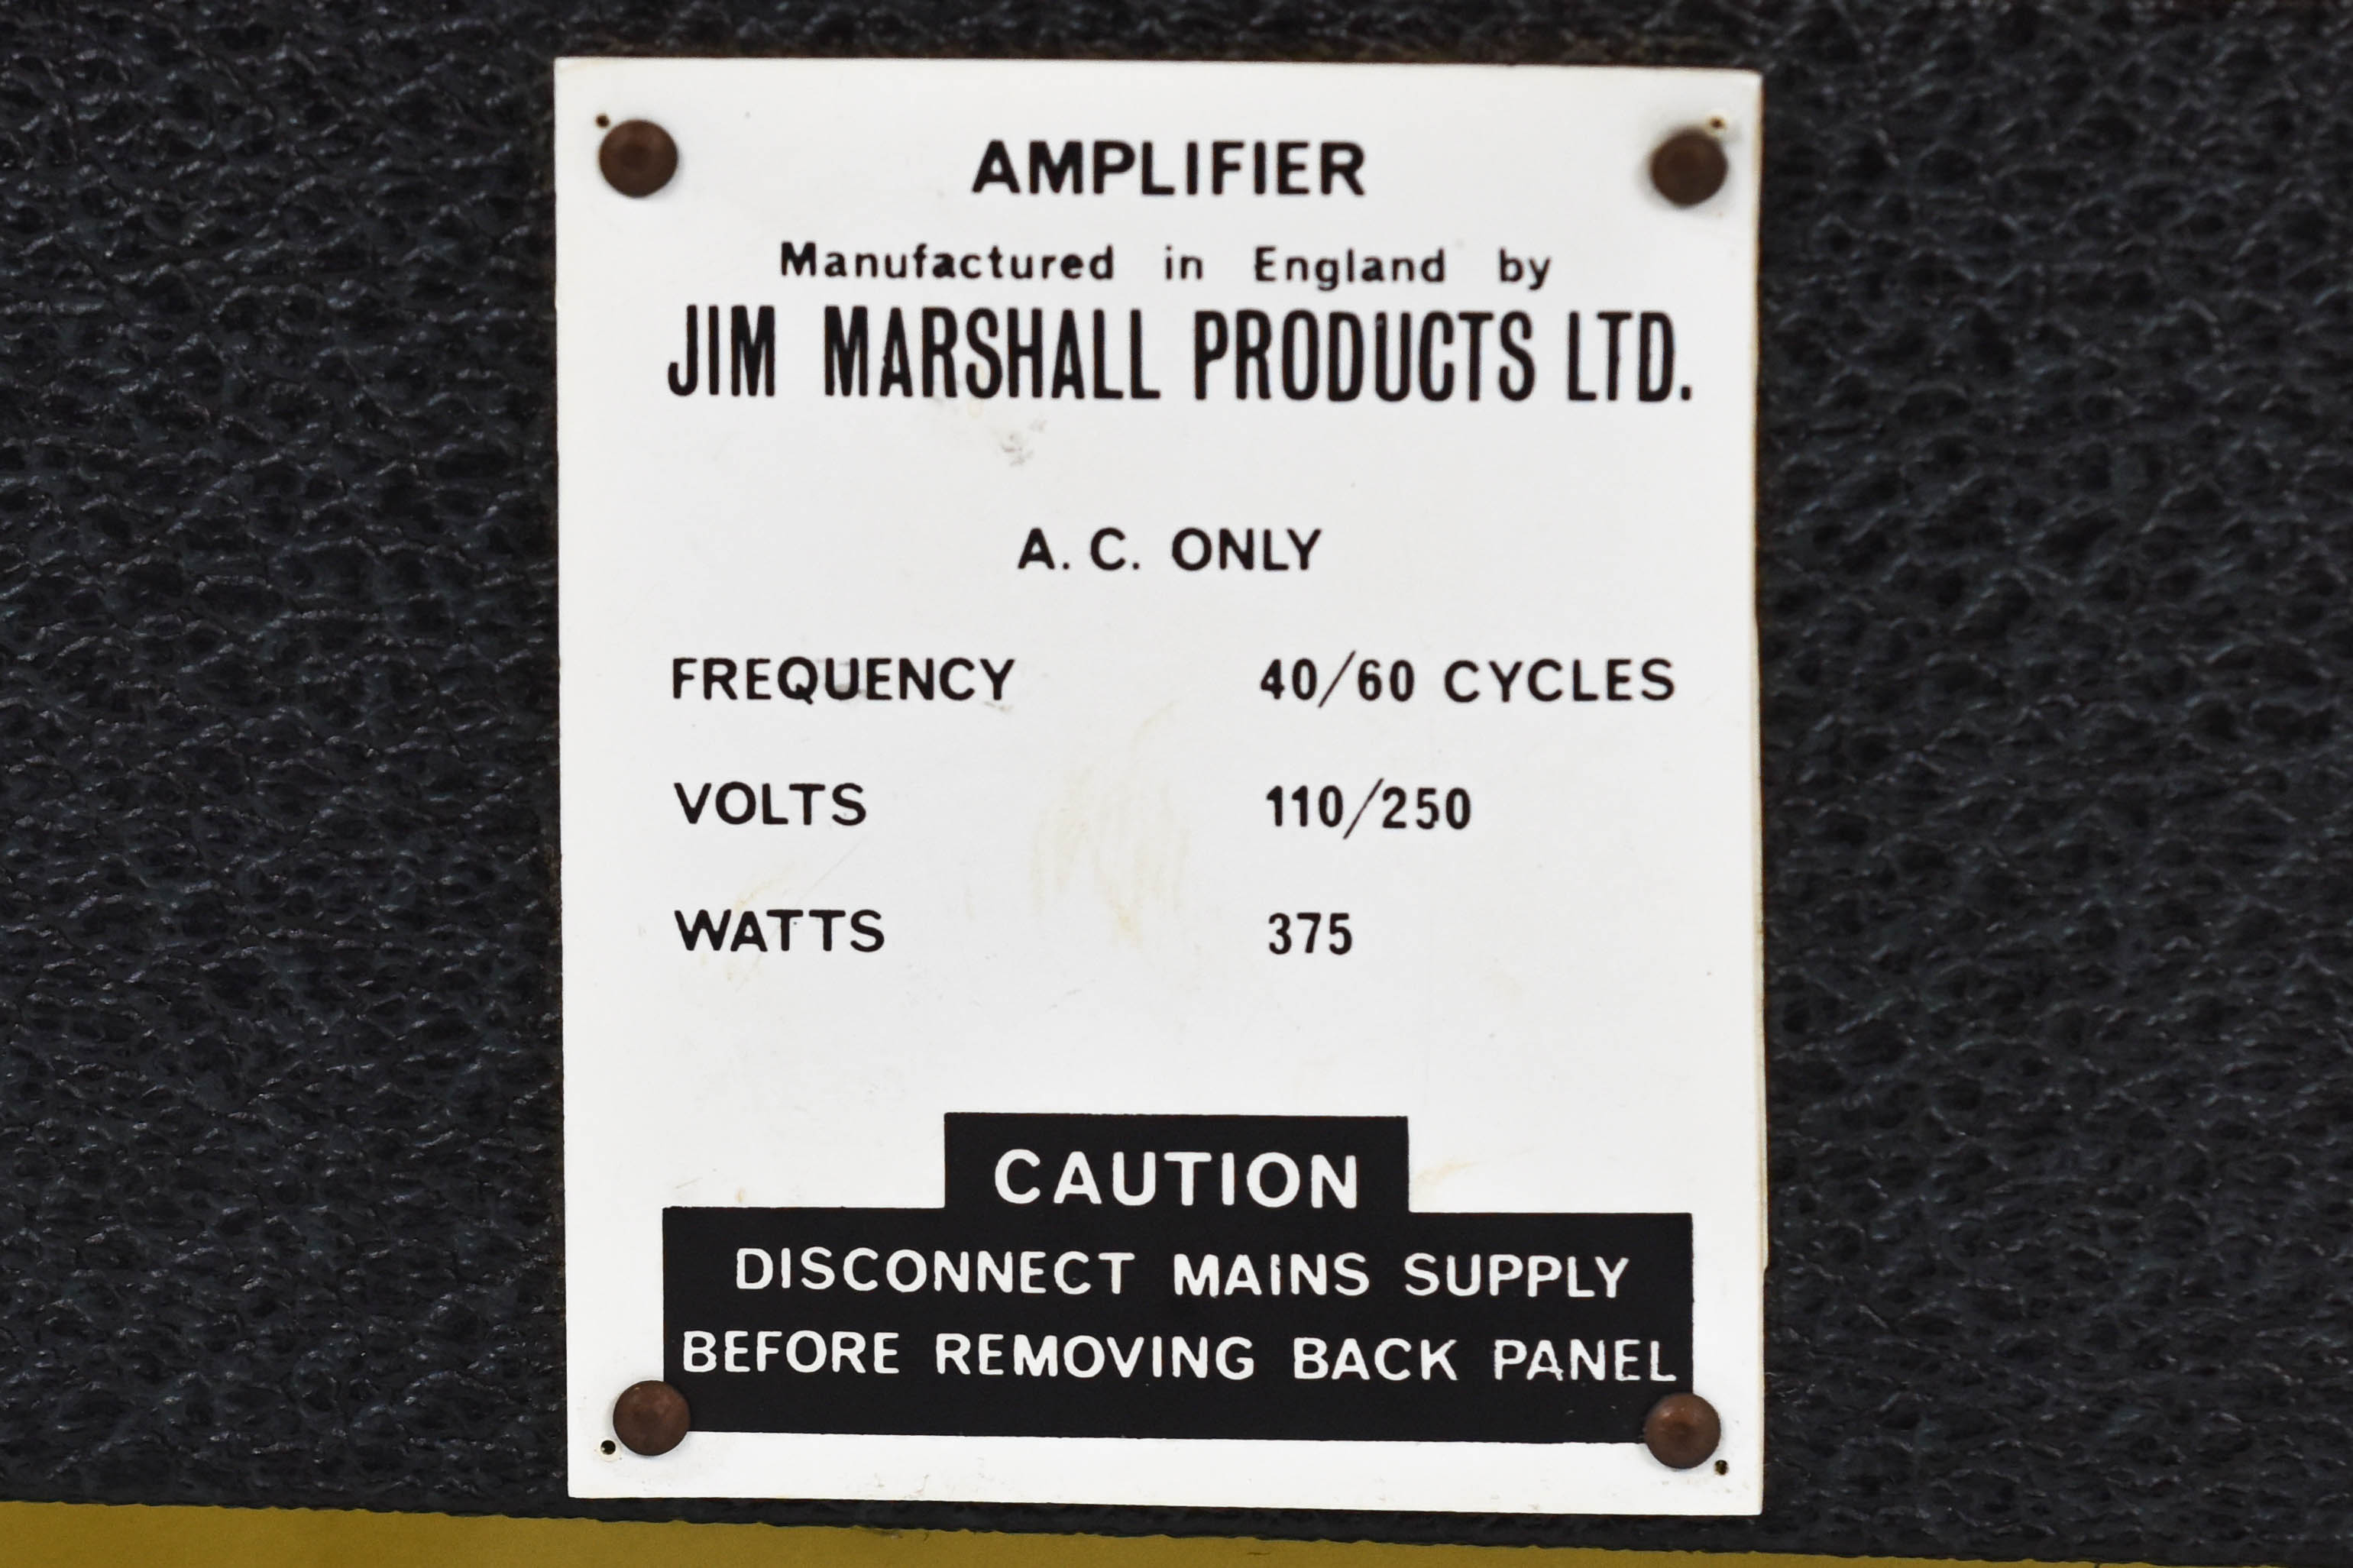 AMPLIFIER
Manufactured in England by
JIM MARSHALL PRODUCTS LTD.
A. C. ONLY
FREQUENCY 40/60 CYCLES
VOLTS 110/250
WATTS 375
CAUTION
DISCONNECT MAINS SUPPLY
BEFORE REMOVING BACK PANEL